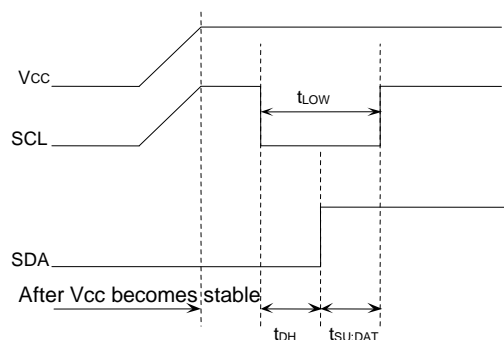 Vcc
tLOW
SCL
SDA
After Vcc becomes stable
tDH
tSU:DAT